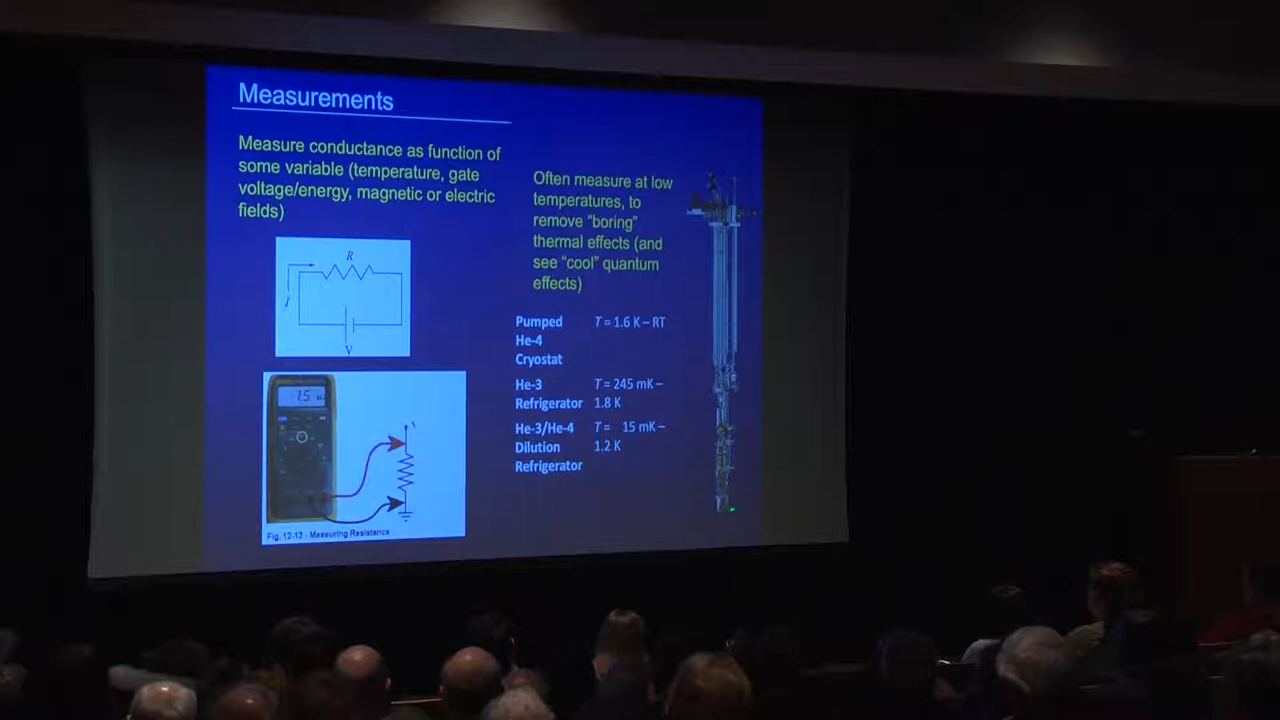 Measurements
Measure conductance as function of
some variable (temperature, gate
voltage/energy, magnetic or electric
fields)
R
I
V
1.5
Fig. 12-13 - Measuring Resistance
Often measure at low
temperatures, to
remove "boring"
thermal effects (and
see "cool" quantum
effects)
Pumped T = 1.6 K – RT
He-4
Cryostat
He-3 T = 245 mK –
Refrigerator 1.8 K
He-3/He-4 T = 15 mK –
Dilution 1.2 K
Refrigerator